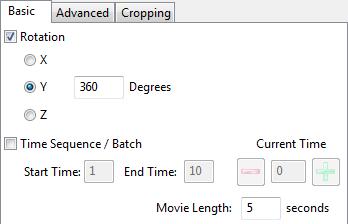 Basic Advanced Cropping
Rotation
X
Y 360 Degrees
Z
Time Sequence / Batch Current Time
Start Time: 1 End Time: 10 0
Movie Length: 5 seconds